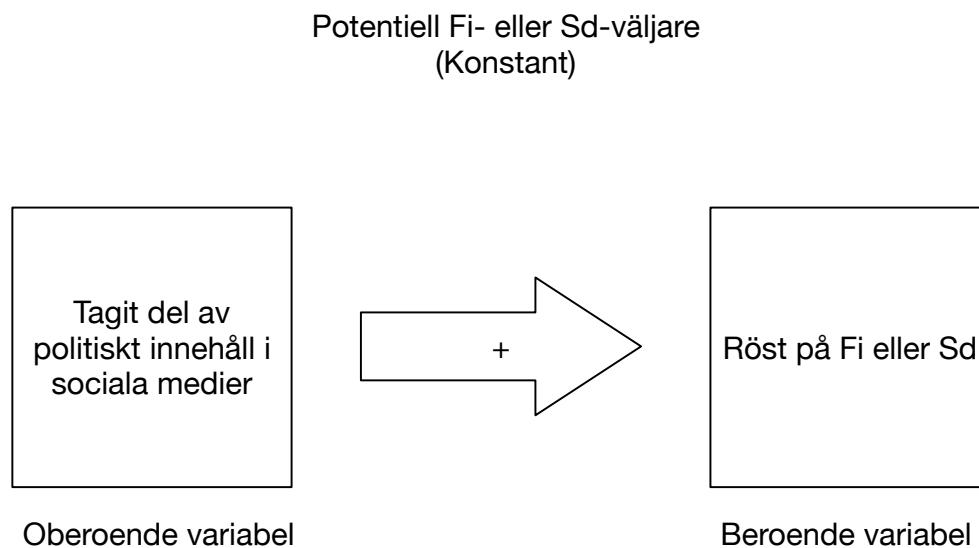 Potentiell Fi- eller Sd-väljare
(Konstant)
Tagit del av
politiskt innehåll i
sociala medier
+
Röst på Fi eller Sd
Oberoende variabel
Beroende variabel